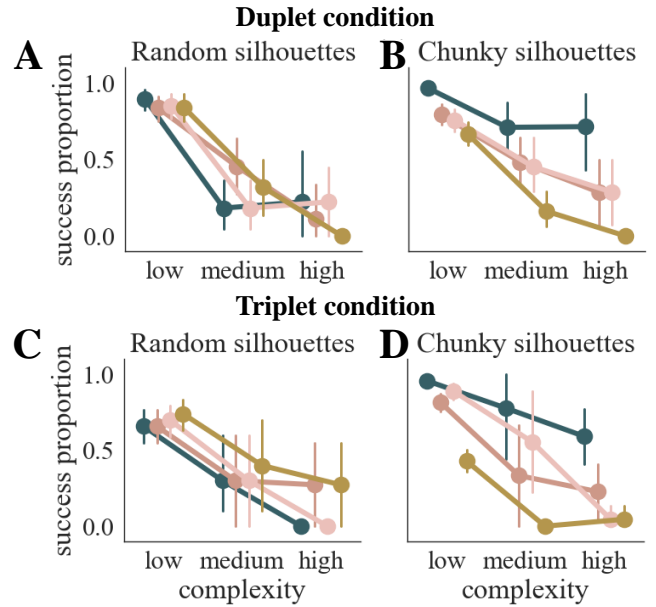 Duplet condition
A Random silhouettes
B Chunky silhouettes
success proportion
1.0
0.5
0.0
low medium high
low medium high
Triplet condition
C Random silhouettes
D Chunky silhouettes
success proportion
1.0
0.5
0.0
low medium high
complexity
low medium high
complexity